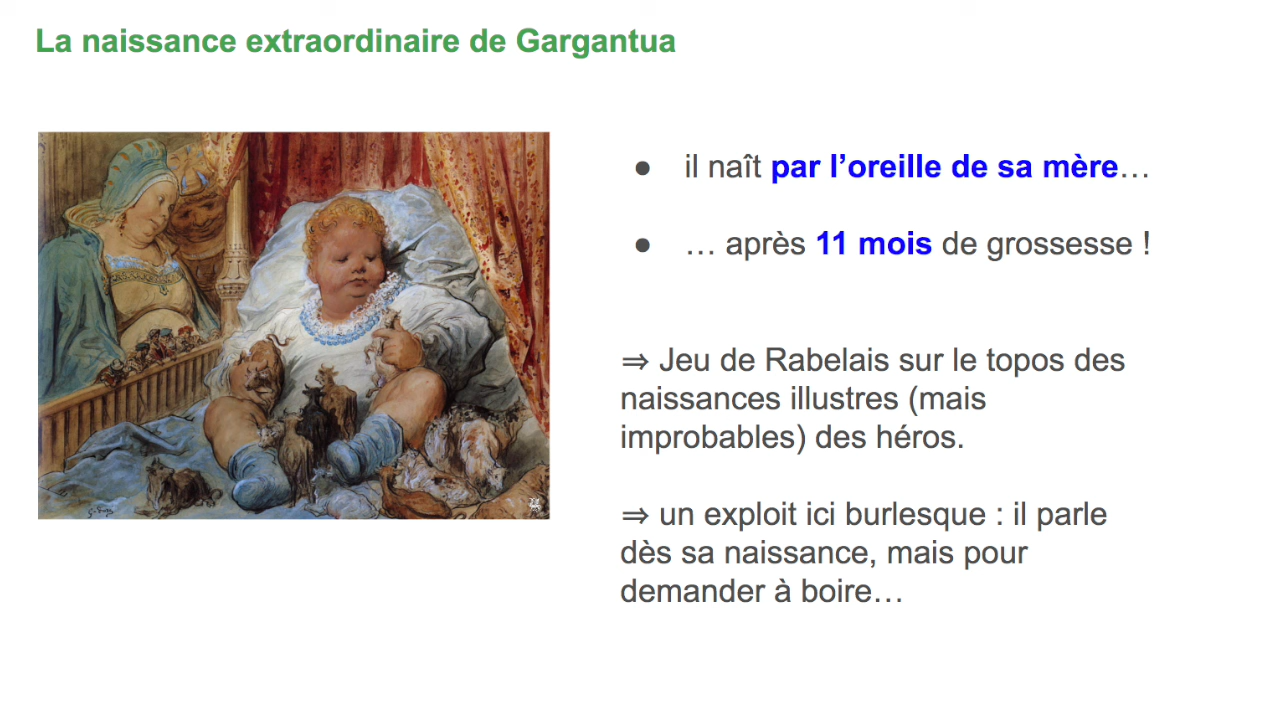 La naissance extraordinaire de Gargantua
● il naît par l’oreille de sa mère…
● … après 11 mois de grossesse !
⇒ Jeu de Rabelais sur le topos des
naissances illustres (mais
improbables) des héros.
⇒ un exploit ici burlesque : il parle
dès sa naissance, mais pour
demander à boire…